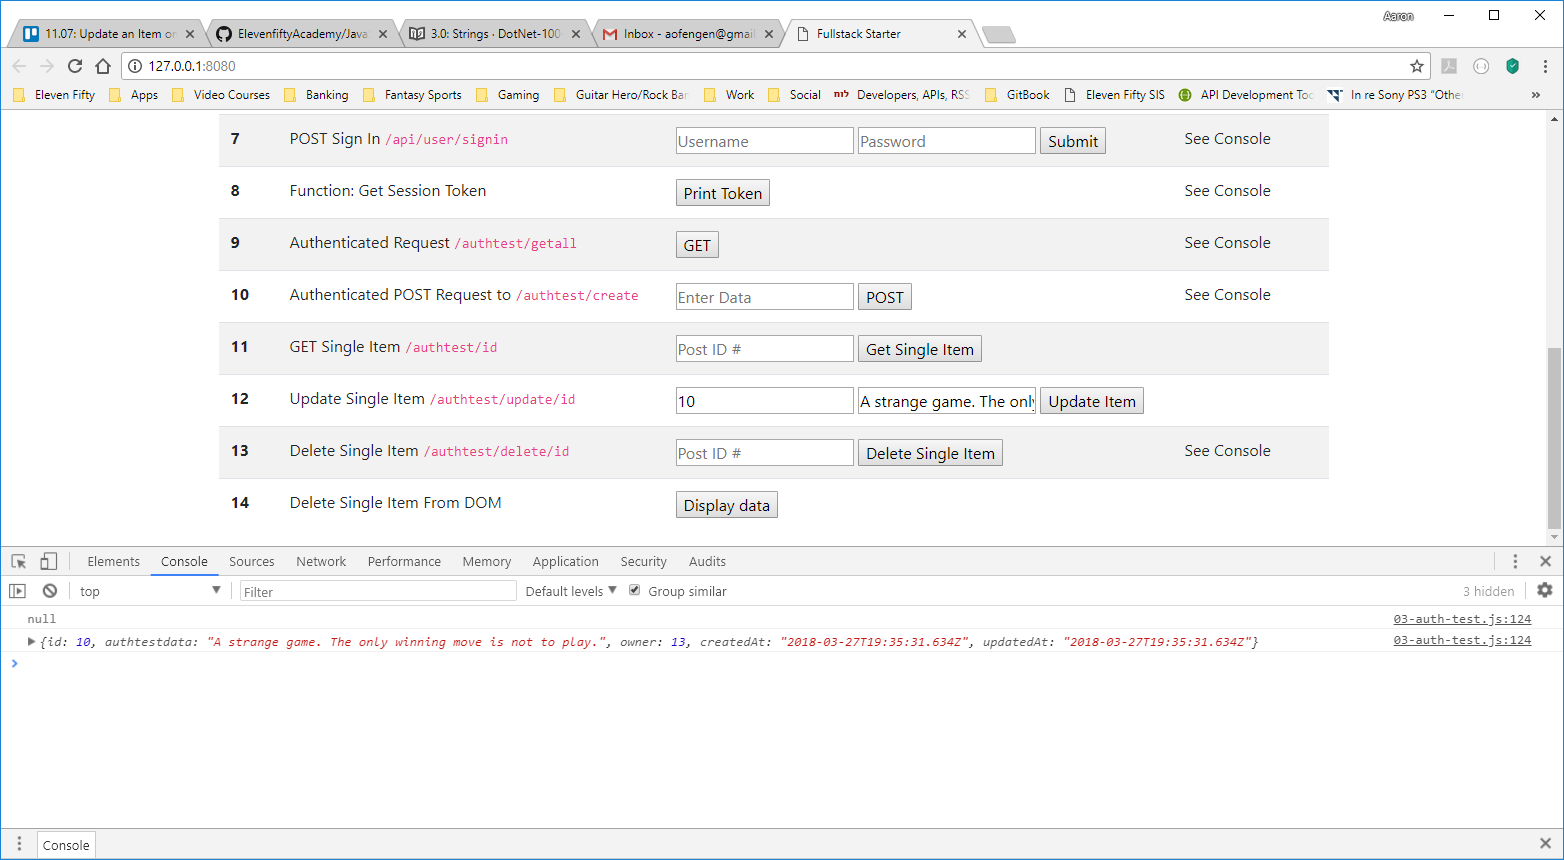 Aaron
11.07: Update an Item on
ElevenfiftyAcademy/Java
3.0: Strings · DotNet-100
Inbox - aofengen@gmai
Fullstack Starter
127.0.0.1:8080
Eleven Fifty Apps Video Courses Banking Fantasy Sports Gaming Guitar Hero/Rock Ban Work Social Developers, APIs, RSS GitBook Eleven Fifty SIS API Development Too In re Sony PS3 "Other »
7 POST Sign In /api/user/signin Username Password Submit See Console
8 Function: Get Session Token Print Token See Console
9 Authenticated Request /authtest/getall GET See Console
10 Authenticated POST Request to /authtest/create Enter Data POST See Console
11 GET Single Item /authtest/id Post ID # Get Single Item
12 Update Single Item /authtest/update/id 10 A strange game. The only Update Item
13 Delete Single Item /authtest/delete/id Post ID # Delete Single Item See Console
14 Delete Single Item From DOM Display data
Elements Console Sources Network Performance Memory Application Security Audits
top Filter Default levels Group similar 3 hidden
null 03-auth-test.js:124
{id: 10, authtestdata: "A strange game. The only winning move is not to play.", owner: 13, createdAt: "2018-03-27T19:35:31.634Z", updatedAt: "2018-03-27T19:35:31.634Z"} 03-auth-test.js:124
Console